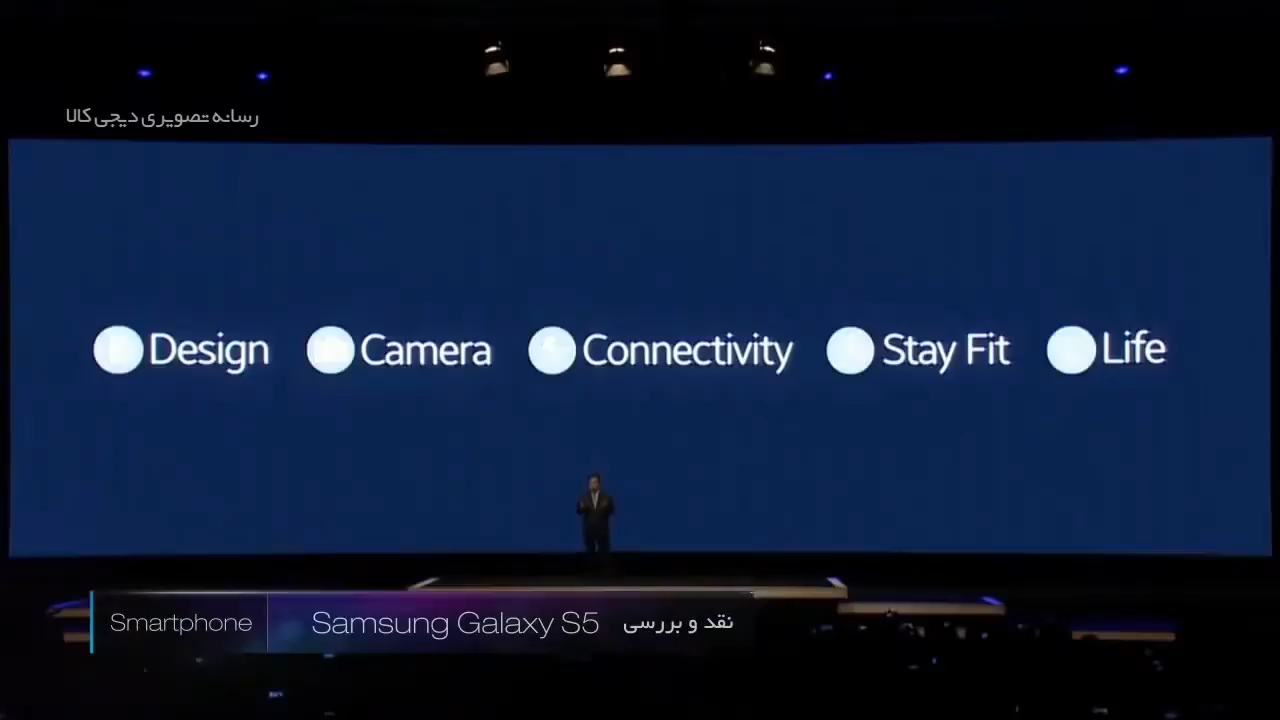 رسانه تصویری دیجی کالا
Design Camera Connectivity Stay Fit Life
Smartphone Samsung Galaxy S5 نقد و بررسی